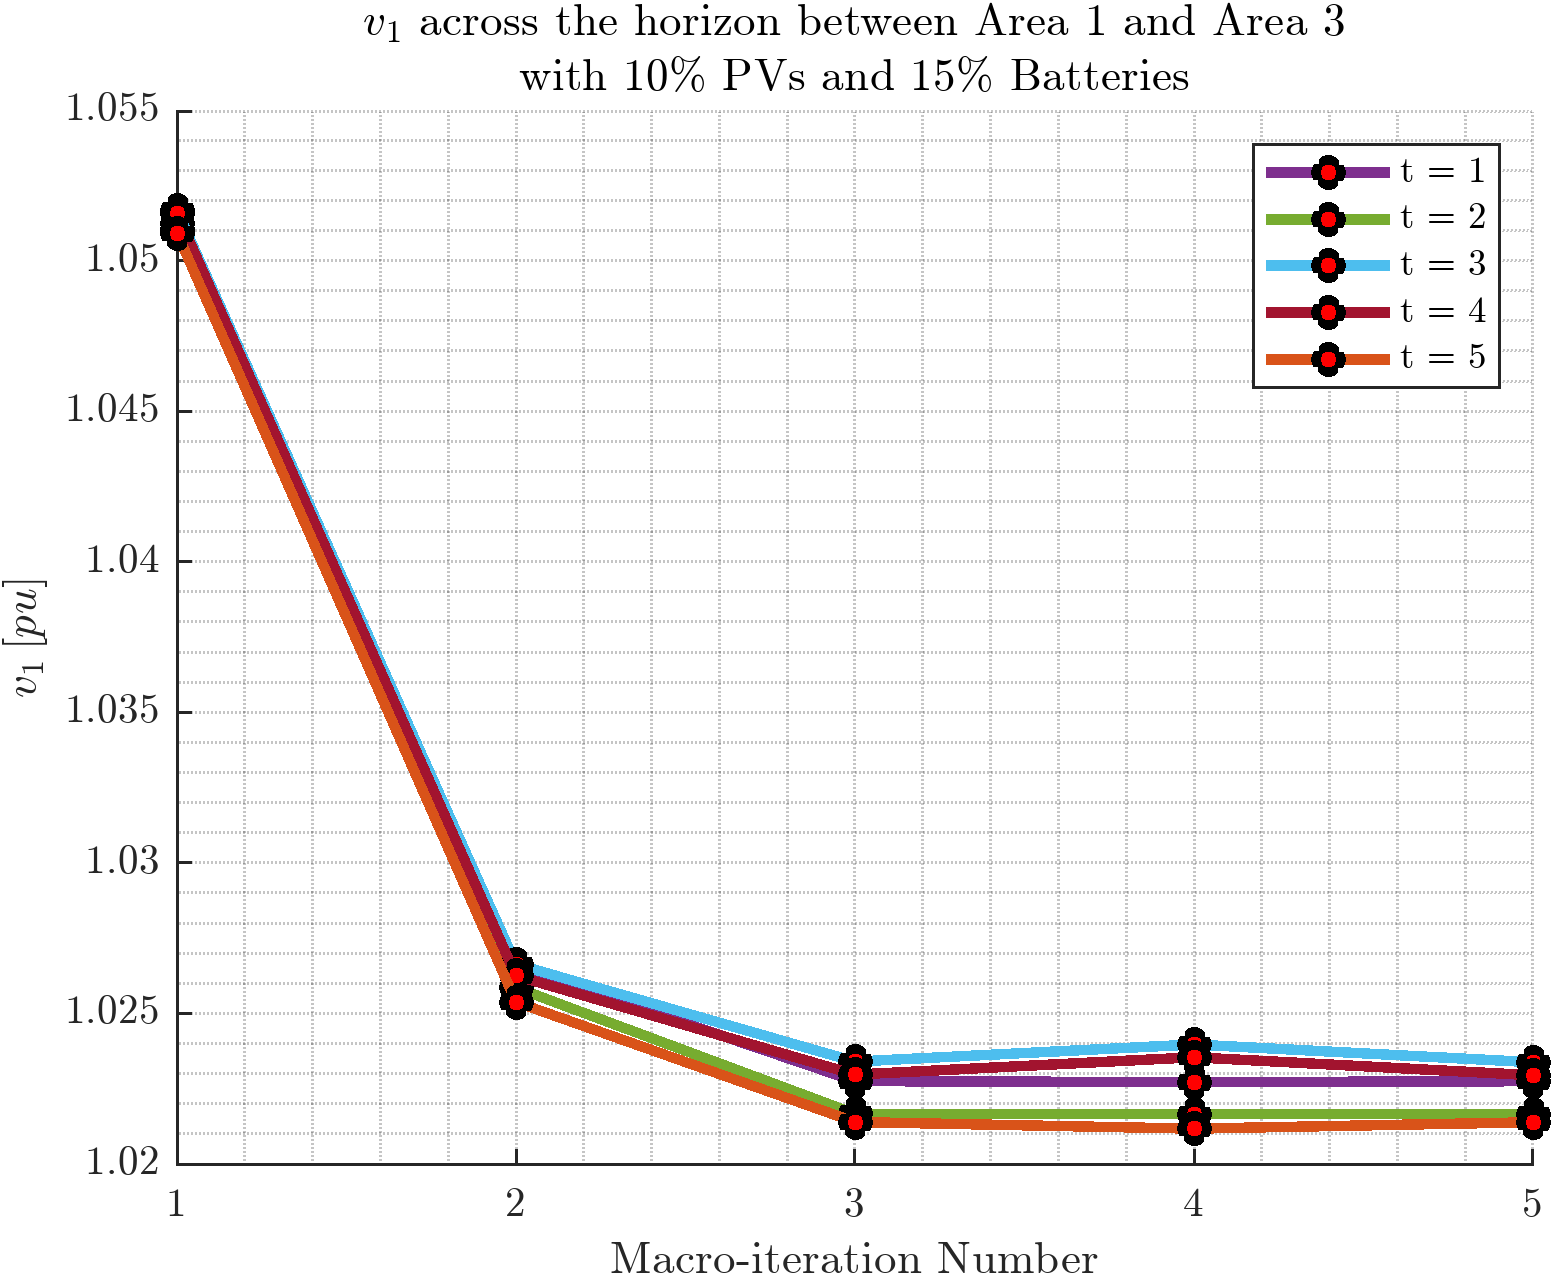 v₁ across the horizon between Area 1 and Area 3
with 10% PVs and 15% Batteries
1.055
1.05
1.045
1.04
1.035
1.03
1.025
1.02
v₁ [pu]
t = 1
t = 2
t = 3
t = 4
t = 5
1 2 3 4 5
Macro-iteration Number